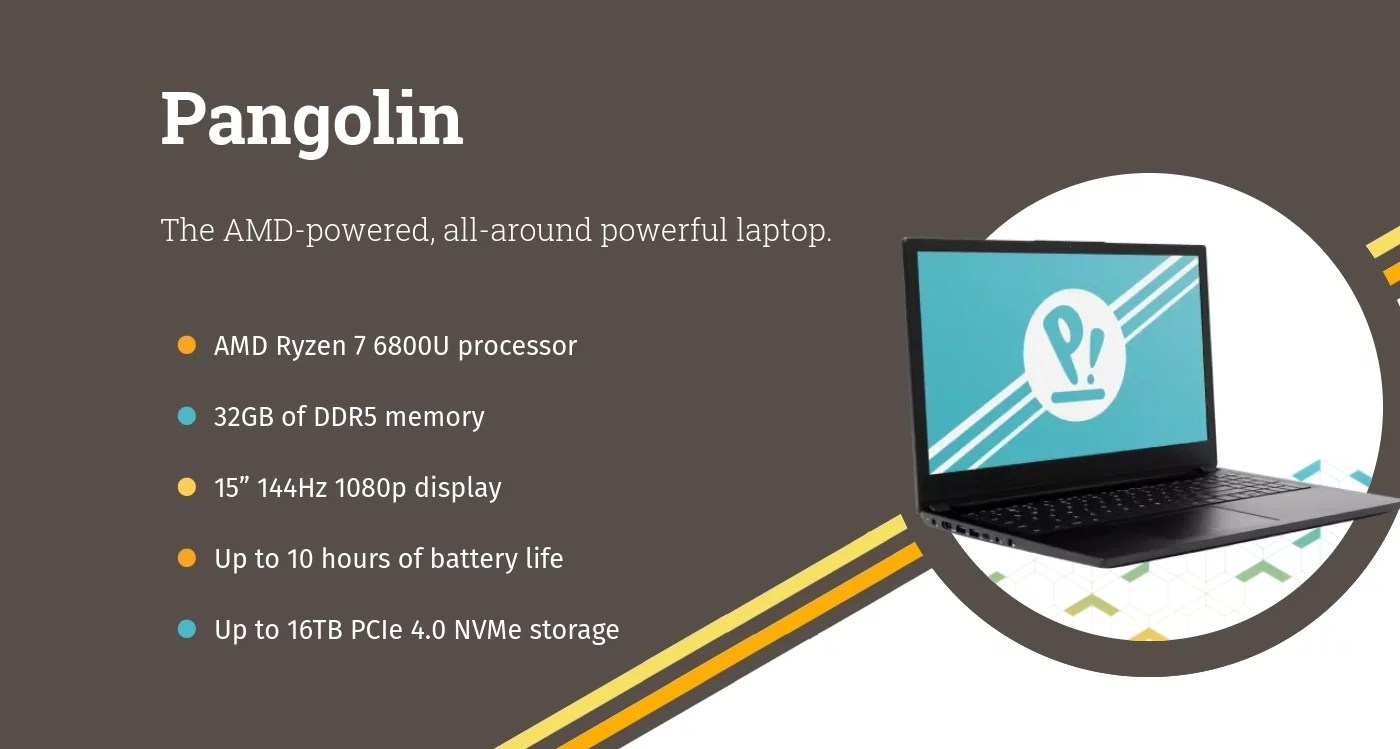 Pangolin
The AMD-powered, all-around powerful laptop.
AMD Ryzen 7 6800U processor
32GB of DDR5 memory
15” 144Hz 1080p display
Up to 10 hours of battery life
Up to 16TB PCIe 4.0 NVMe storage
P!